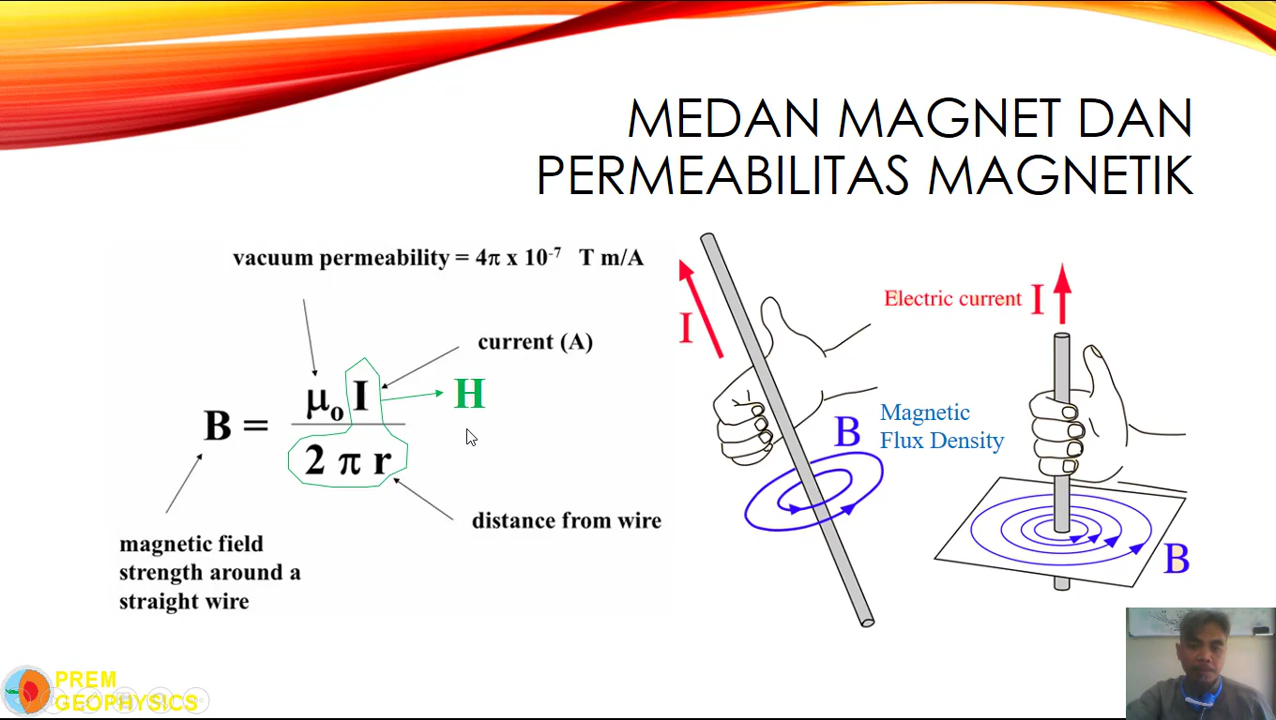 MEDAN MAGNET DAN
PERMEABILITAS MAGNETIK
vacuum permeability = 4π x 10⁻⁷ T m/A
current (A)
B = μ₀ I / 2 π r
H
distance from wire
magnetic field
strength around a
straight wire
I
B
Electric current I
Magnetic
Flux Density
B
PREM
GEOPHYSICS